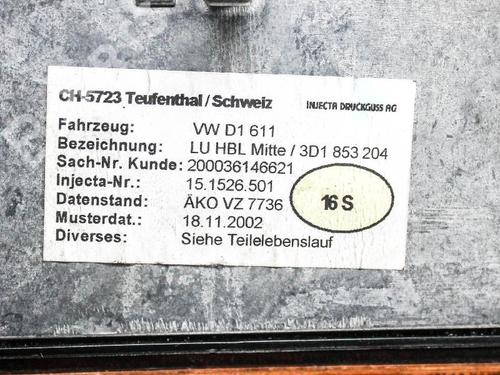 CH-5723 Teufenthal / Schweiz INJECTA DRUCKGUSS AG
Fahrzeug: VW D1 611
Bezeichnung: LU HBL Mitte / 3D1 853 204
Sach-Nr. Kunde: 200036146621
Injecta-Nr.: 15.1526.501
Datenstand: ÄKO VZ 7736
Musterdat.: 18.11.2002
Diverses: Siehe Teilelebenslauf
16 S